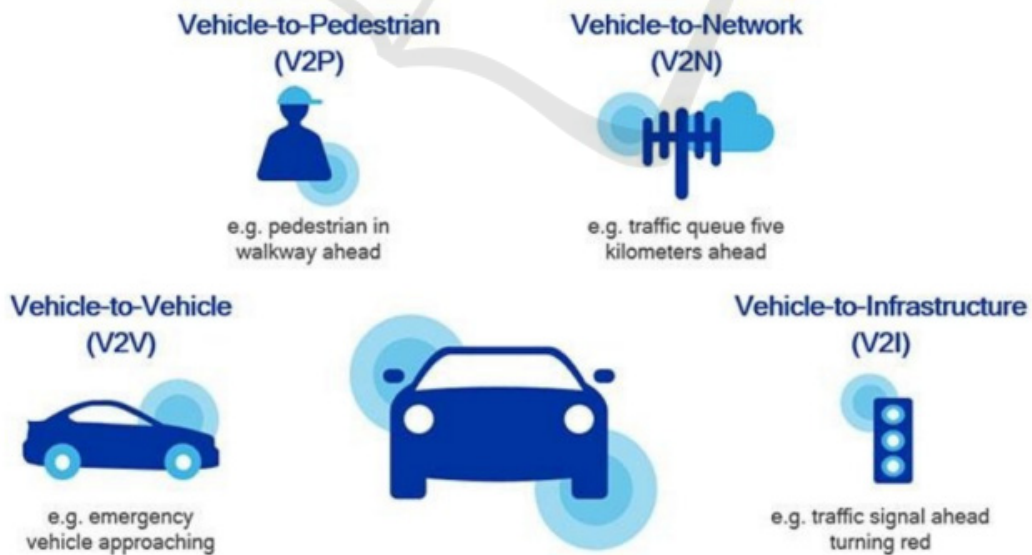 Vehicle-to-Pedestrian
(V2P)
Vehicle-to-Network
(V2N)
e.g. pedestrian in
walkway ahead
e.g. traffic queue five
kilometers ahead
Vehicle-to-Vehicle
(V2V)
Vehicle-to-Infrastructure
(V2I)
e.g. emergency
vehicle approaching
e.g. traffic signal ahead
turning red